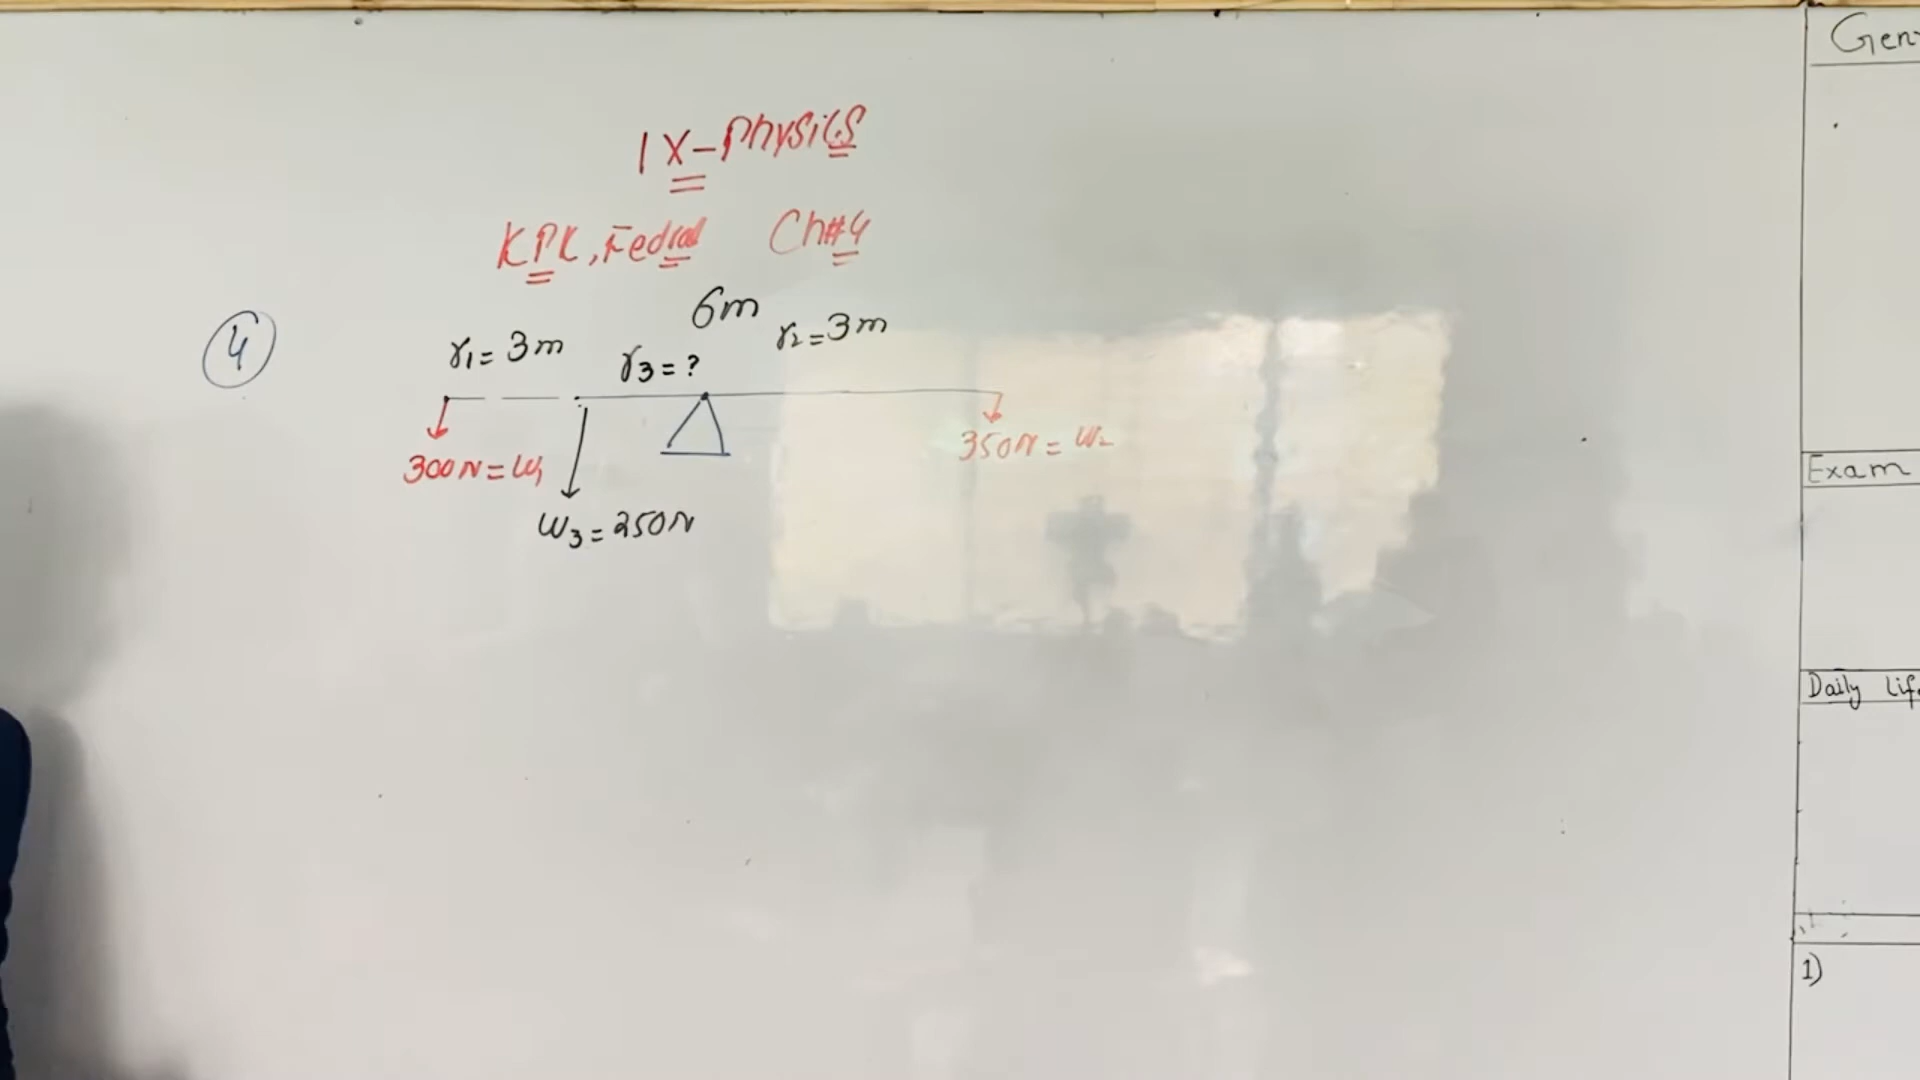 IX-Physics
KPK, Fedral Ch#4
4
6m
r1 = 3m
r3 = ?
r2 = 3m
300N = W1
350N = W2
W3 = 250N
Gen
Exam
Daily Lif
1)